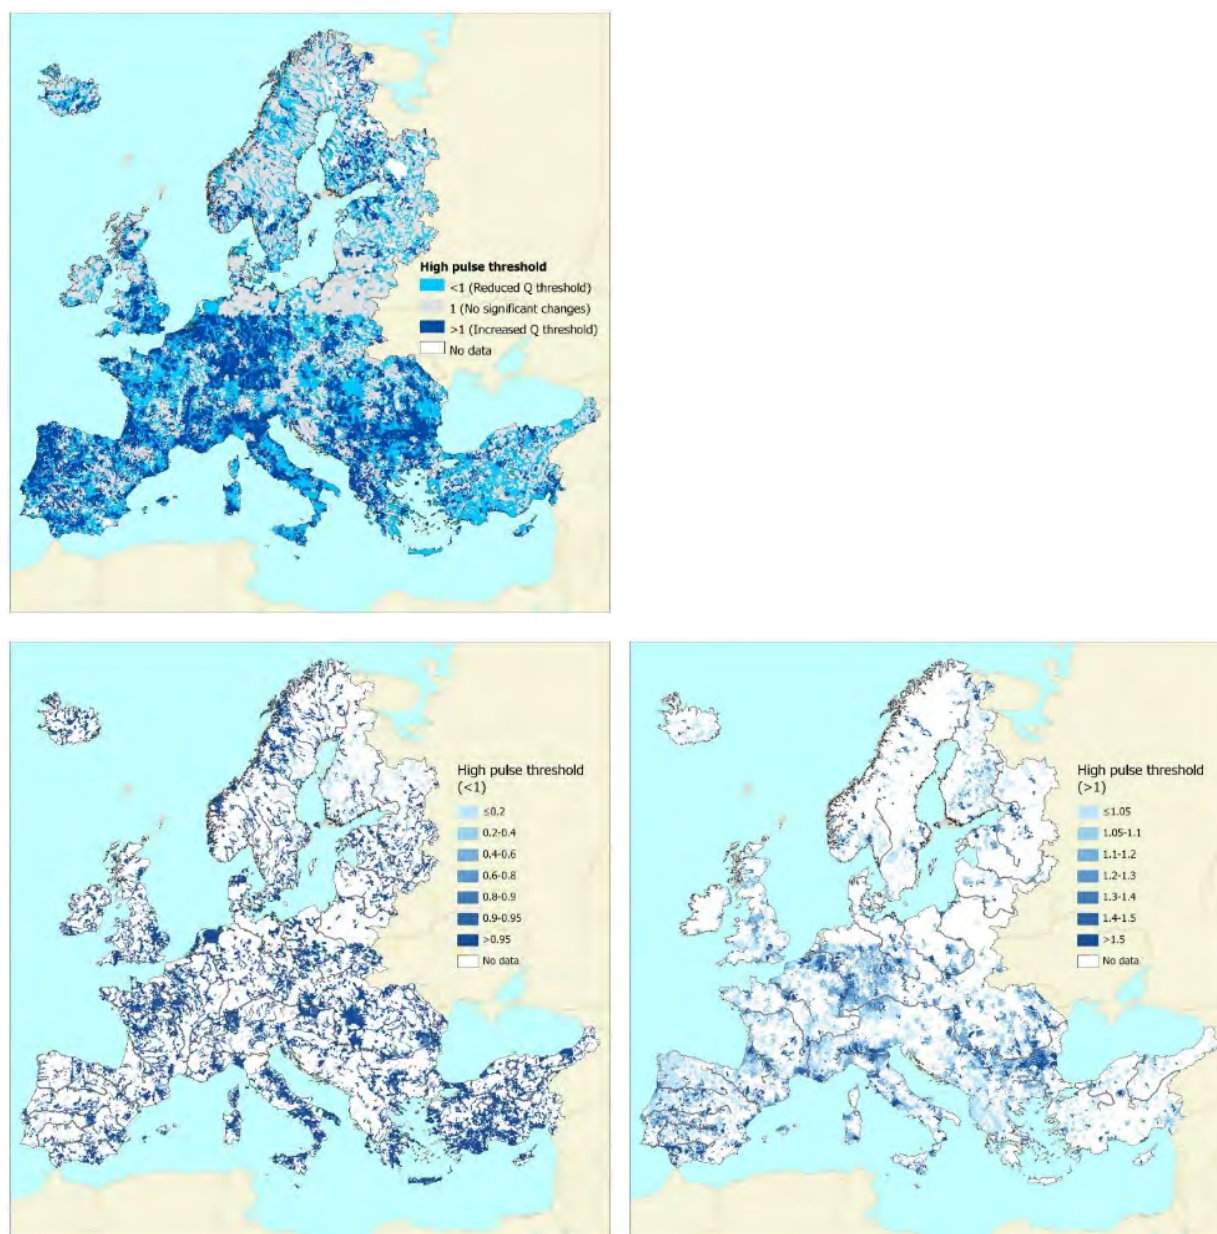 High pulse threshold
<1 (Reduced Q threshold)
1 (No significant changes)
>1 (Increased Q threshold)
No data
High pulse threshold
(<1)
≤0.2
0.2-0.4
0.4-0.6
0.6-0.8
0.8-0.9
0.9-0.95
>0.95
No data
High pulse threshold
(>1)
≤1.05
1.05-1.1
1.1-1.2
1.2-1.3
1.3-1.4
1.4-1.5
>1.5
No data